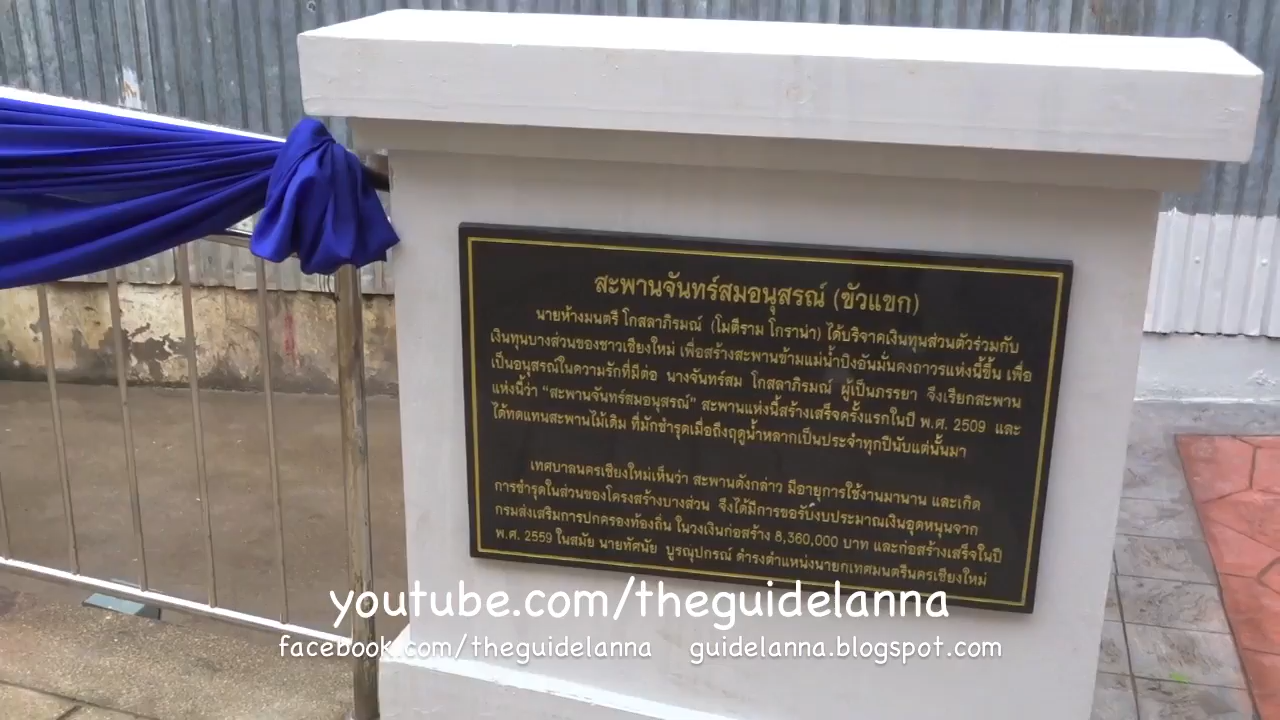 สะพานจันทร์สมอนุสรณ์ (ขัวแขก)
นายห้างมนตรี โกสลาภิรมณ์ (โมตีราม โกราน่า) ได้บริจาคเงินทุนส่วนตัวร่วมกับ
เงินทุนบางส่วนของชาวเชียงใหม่ เพื่อสร้างสะพานข้ามแม่น้ำปิงอันมั่นคงถาวรแห่งนี้ขึ้น เพื่อ
เป็นอนุสรณ์ในความรักที่มีต่อ นางจันทร์สม โกสลาภิรมณ์ ผู้เป็นภรรยา จึงเรียกสะพาน
แห่งนี้ว่า “สะพานจันทร์สมอนุสรณ์” สะพานแห่งนี้สร้างเสร็จครั้งแรกในปี พ.ศ. 2509 และ
ได้ทดแทนสะพานไม้เดิม ที่มักชำรุดเมื่อถึงฤดูน้ำหลากเป็นประจำทุกปีนับแต่นั้นมา
เทศบาลนครเชียงใหม่เห็นว่า สะพานดังกล่าว มีอายุการใช้งานมานาน และเกิด
การชำรุดในส่วนของโครงสร้างบางส่วน จึงได้มีการขอรับงบประมาณเงินอุดหนุนจาก
กรมส่งเสริมการปกครองท้องถิ่น ในวงเงินก่อสร้าง 8,360,000 บาท และก่อสร้างเสร็จในปี
พ.ศ. 2559 ในสมัย นายทัศนัย บูรณุปกรณ์ ดำรงตำแหน่งนายกเทศมนตรีนครเชียงใหม่
youtube.com/theguidelanna
facebook.com/theguidelanna guidelanna.blogspot.com